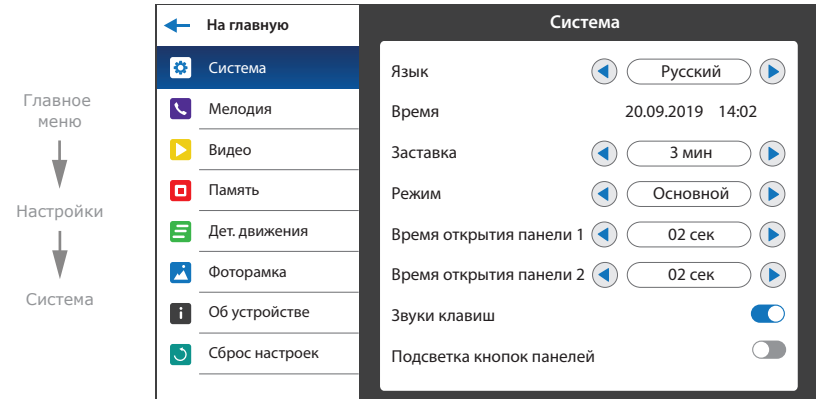 Главное
меню
Настройки
Система
На главную
Система
Мелодия
Видео
Память
Дет. движения
Фоторамка
Об устройстве
Сброс настроек
Система
Язык Русский
Время 20.09.2019 14:02
Заставка 3 мин
Режим Основной
Время открытия панели 1 02 сек
Время открытия панели 2 02 сек
Звуки клавиш
Подсветка кнопок панелей